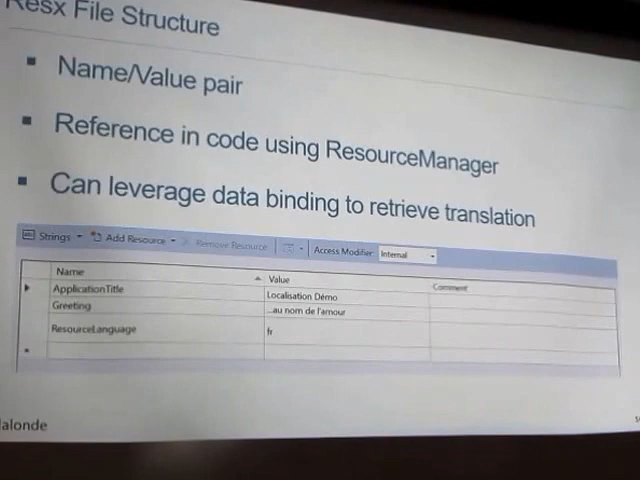 Resx File Structure
Name/Value pair
Reference in code using ResourceManager
Can leverage data binding to retrieve translation
Strings Add Resource Remove Resource Access Modifier: Internal
Name Value Comment
ApplicationTitle Localisation Démo
Greeting ...au nom de l'amour
ResourceLanguage fr
lalonde